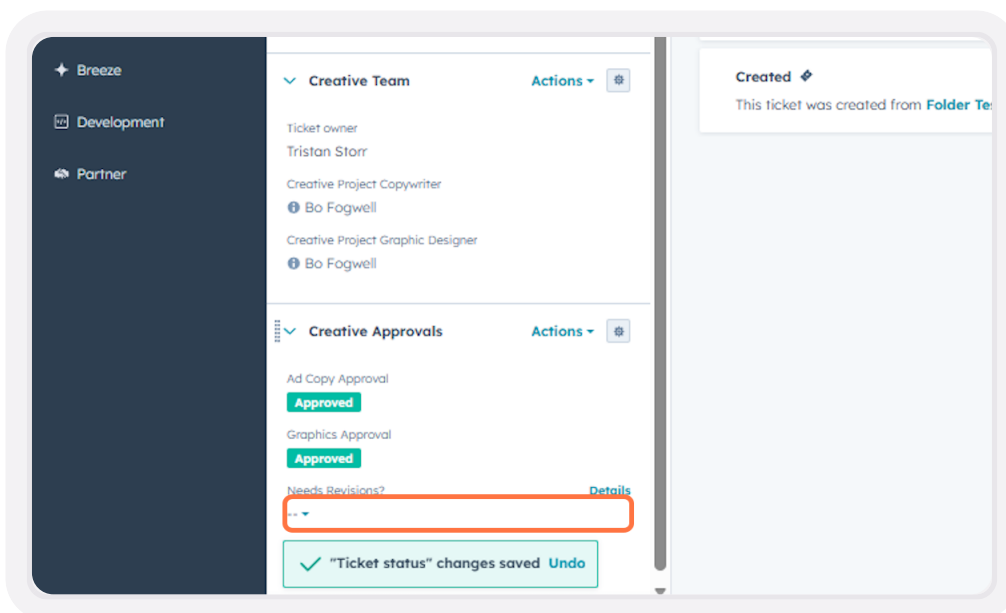 Breeze
Development
Partner
Creative Team
Actions
Ticket owner
Tristan Storr
Creative Project Copywriter
Bo Fogwell
Creative Project Graphic Designer
Bo Fogwell
Creative Approvals
Actions
Ad Copy Approval
Approved
Graphics Approval
Approved
Needs Revisions? Details
--
"Ticket status" changes saved Undo
Created
This ticket was created from Folder Te